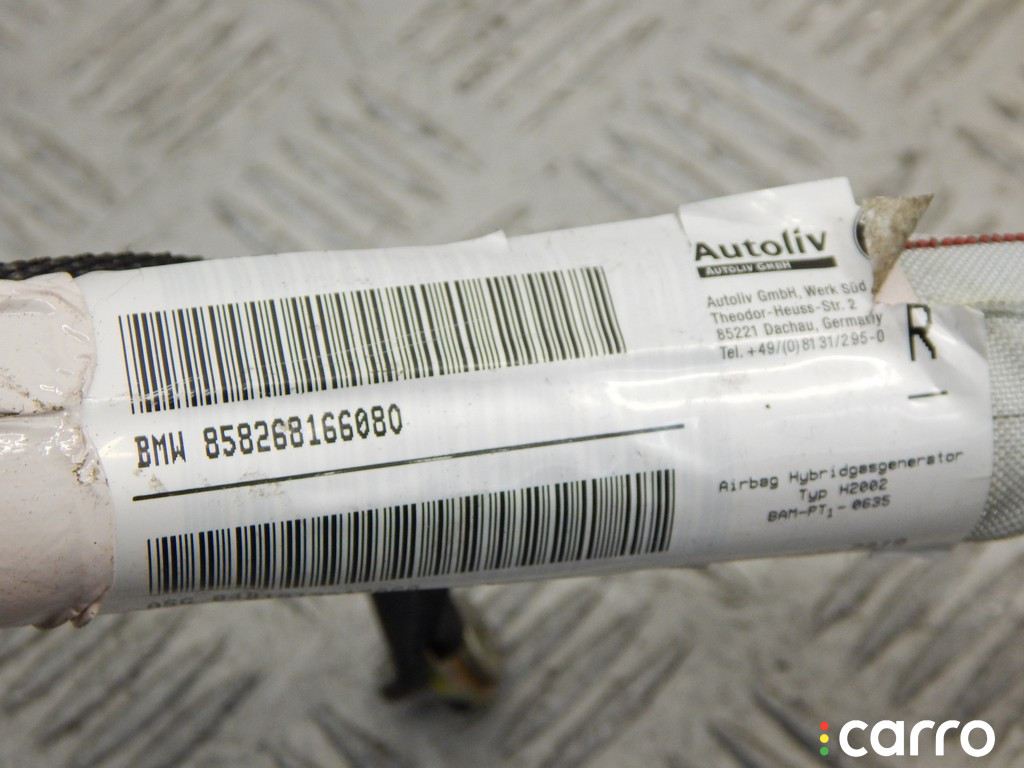 Autoliv
AUTOLIV GMBH
Autoliv GmbH, Werk Süd
Theodor-Heuss-Str. 2
85221 Dachau, Germany
Tel. +49/(0)8131/295-0
R
BMW 858268166080
Airbag Hybridgasgenerator
Typ H2002
BAM-PT1-0635
carro